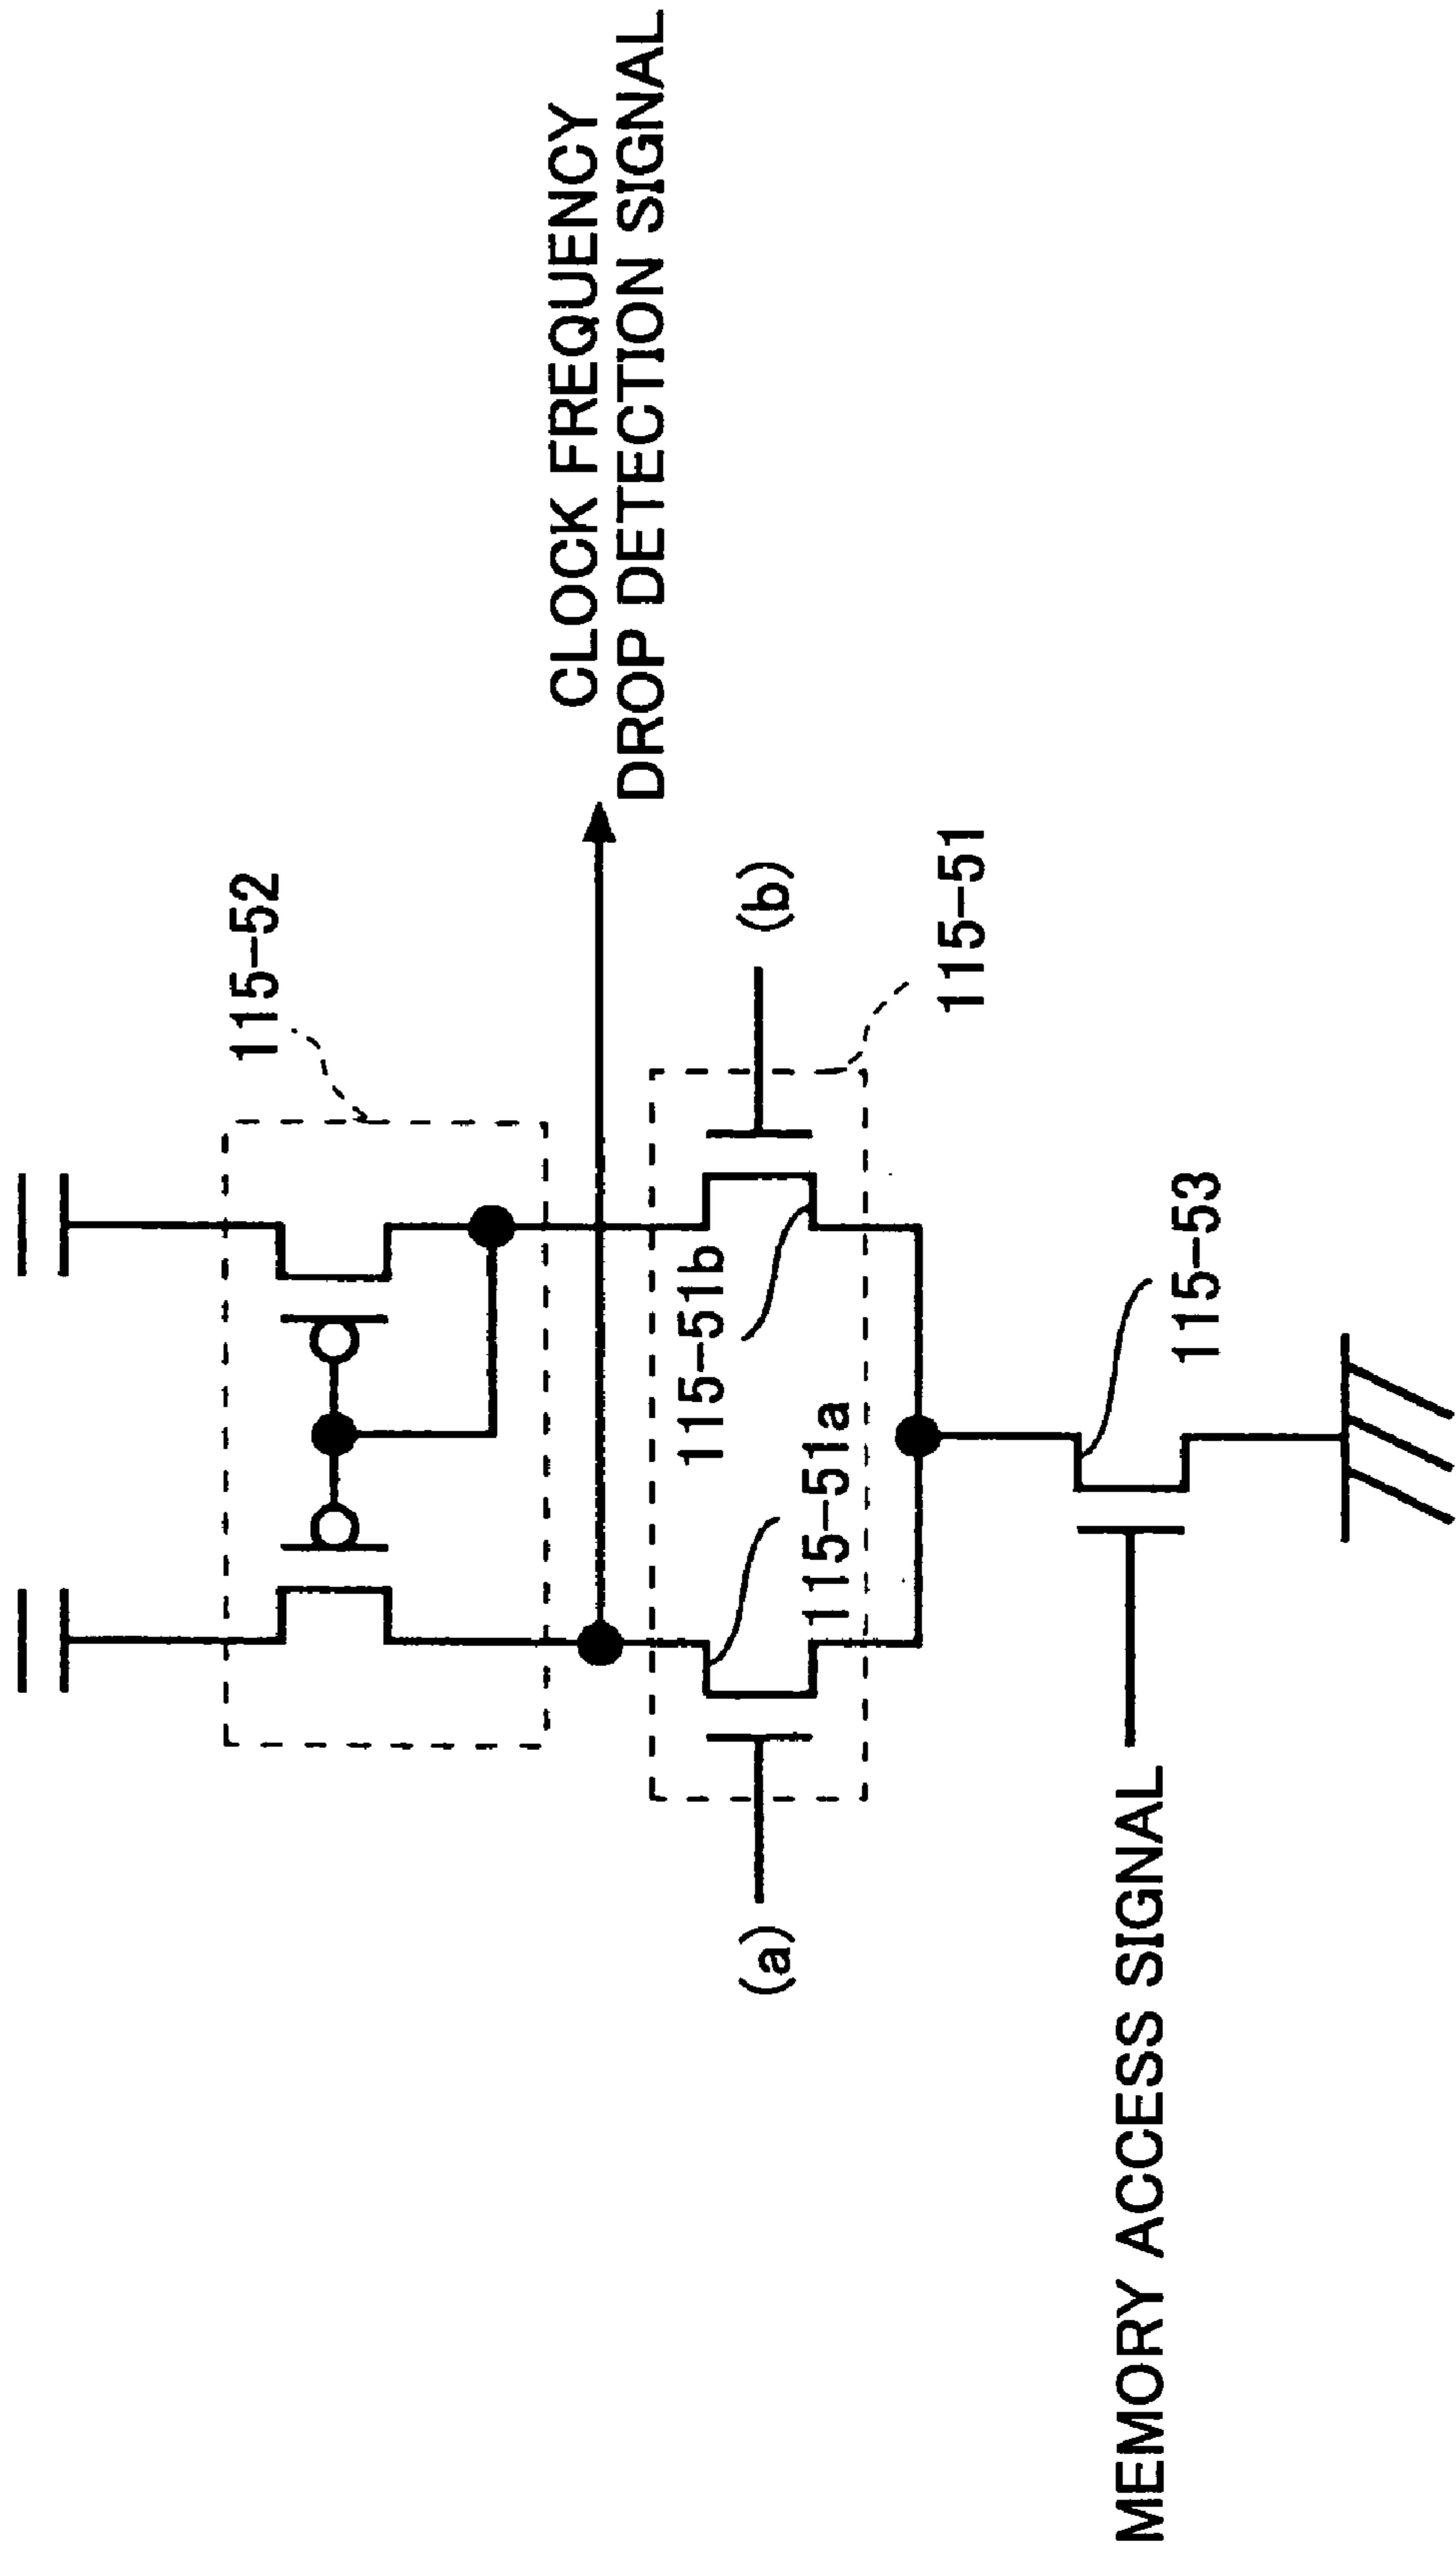 115-52
CLOCK FREQUENCY
DROP DETECTION SIGNAL
115-51b
(a)
(b)
115-51a
115-51
115-53
MEMORY ACCESS SIGNAL